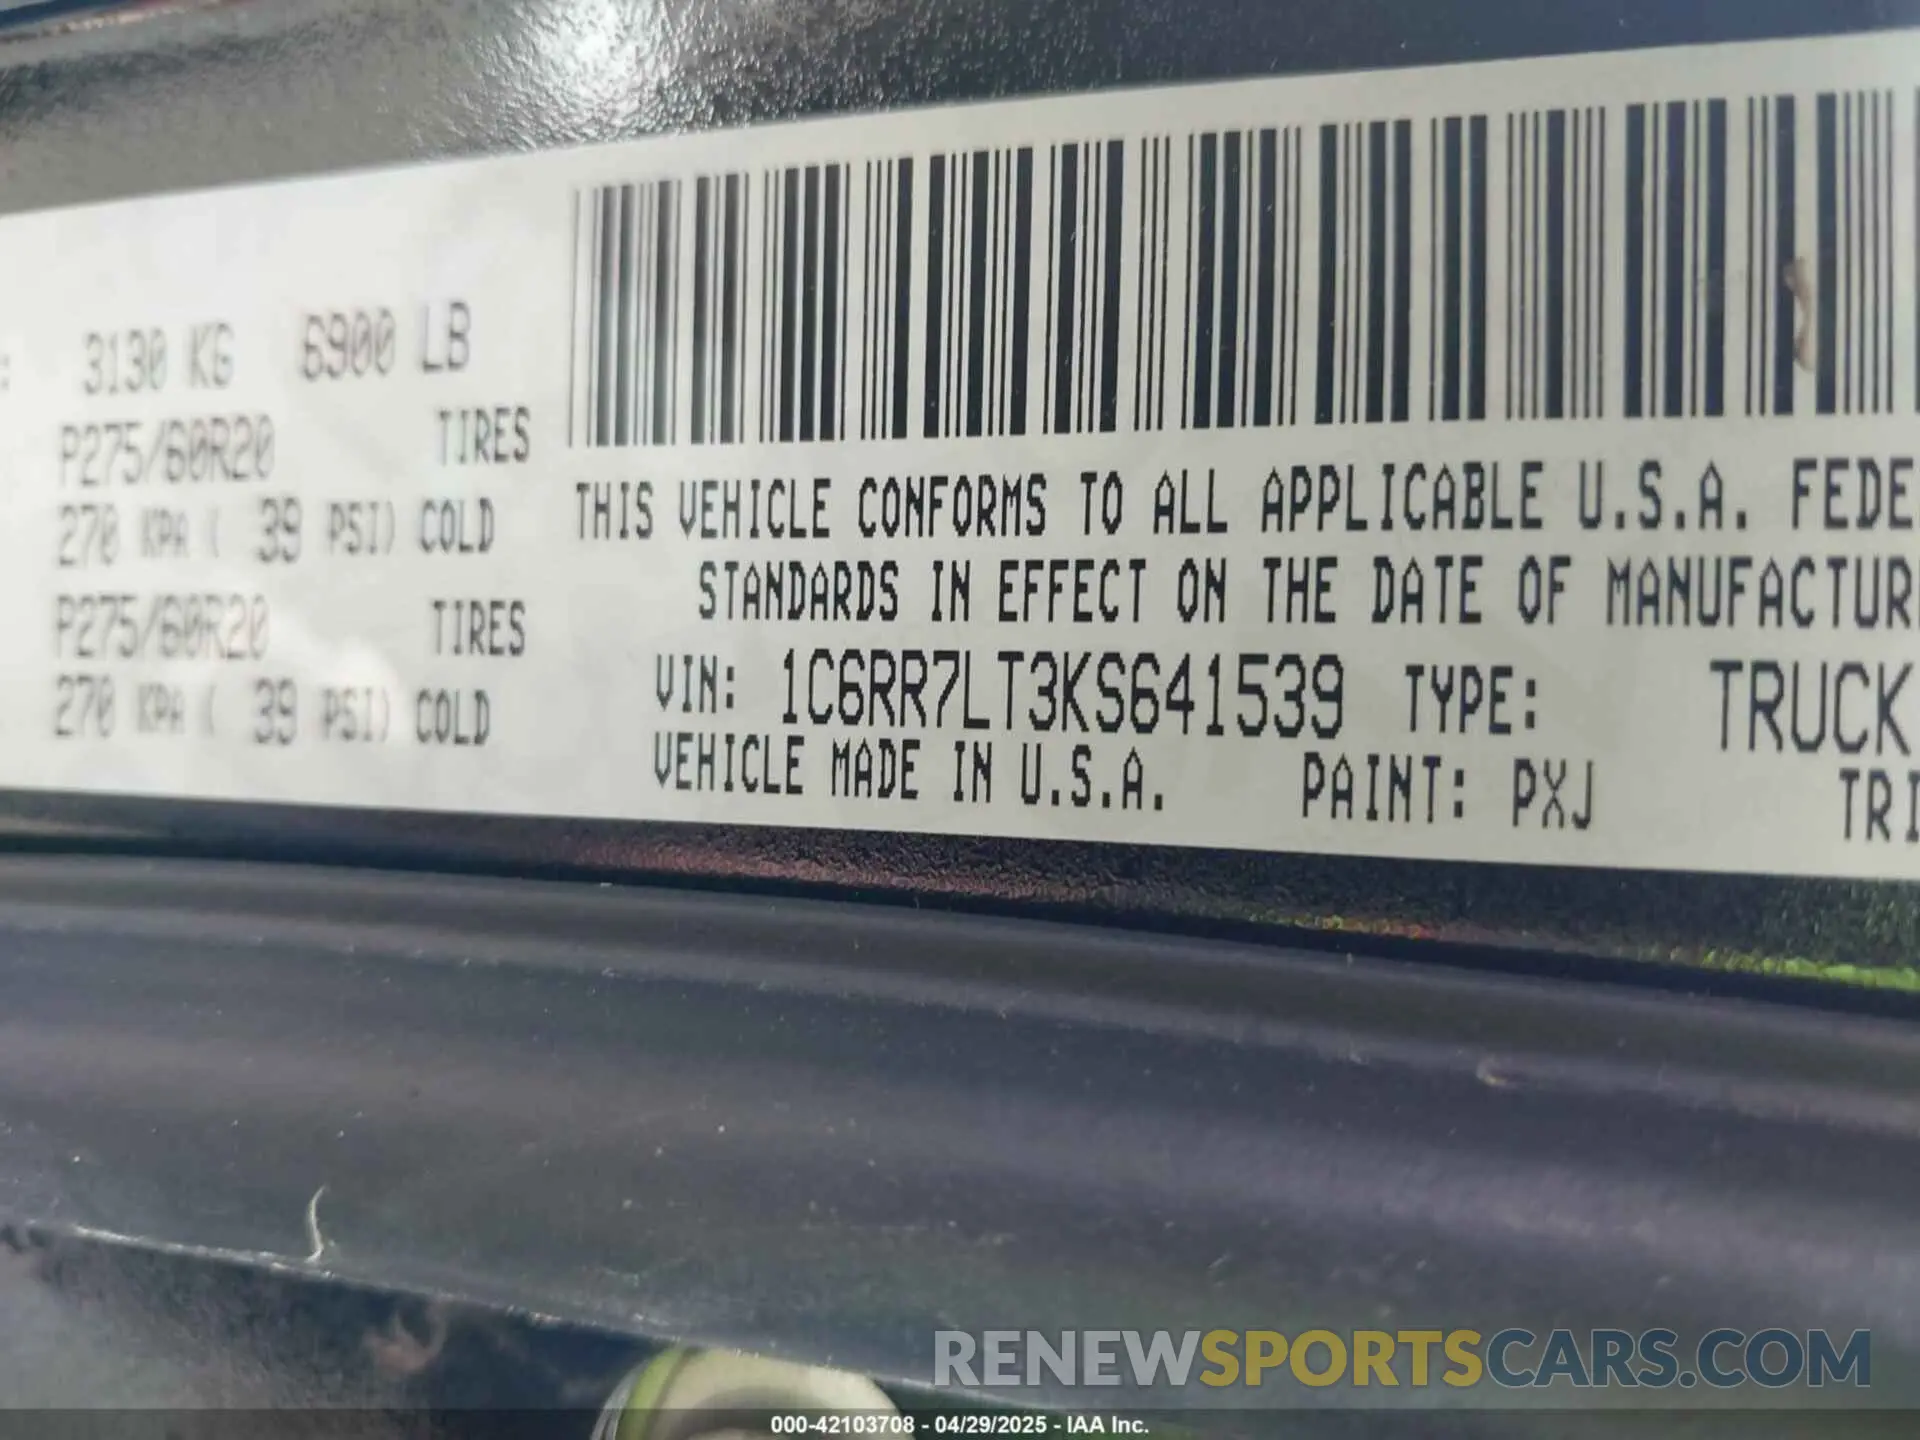 3130 KG 6900 LB
P275/60R20 TIRES
270 KPA ( 39 PSI) COLD
P275/60R20 TIRES
270 KPA ( 39 PSI) COLD
THIS VEHICLE CONFORMS TO ALL APPLICABLE U.S.A. FEDE
STANDARDS IN EFFECT ON THE DATE OF MANUFACTUR
VIN: 1C6RR7LT3KS641539 TYPE: TRUCK
VEHICLE MADE IN U.S.A. PAINT: PXJ TRI
RENEWSPORTSCARS.COM
000-42103708 - 04/29/2025 - IAA Inc.